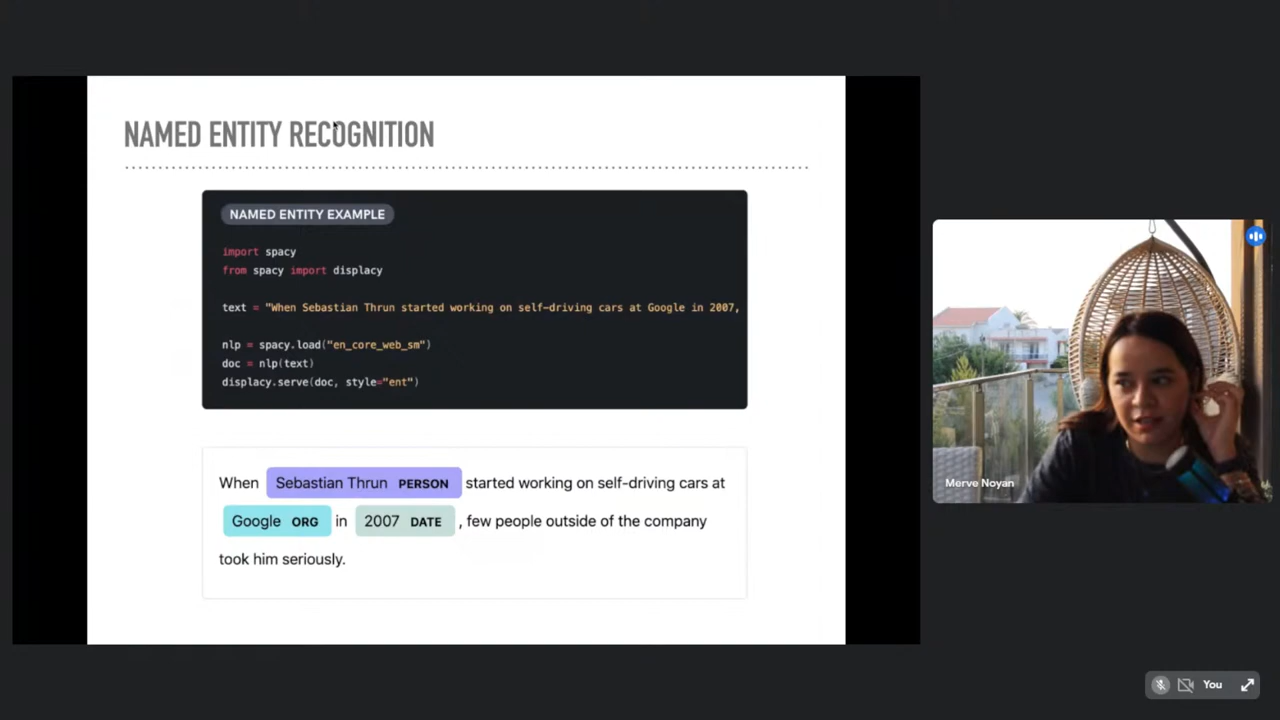 NAMED ENTITY RECOGNITION
NAMED ENTITY EXAMPLE
import spacy
from spacy import displacy
text = "When Sebastian Thrun started working on self-driving cars at Google in 2007,
nlp = spacy.load("en_core_web_sm")
doc = nlp(text)
displacy.serve(doc, style="ent")
When Sebastian Thrun PERSON started working on self-driving cars at
Google ORG in 2007 DATE , few people outside of the company
took him seriously.
Merve Noyan
You